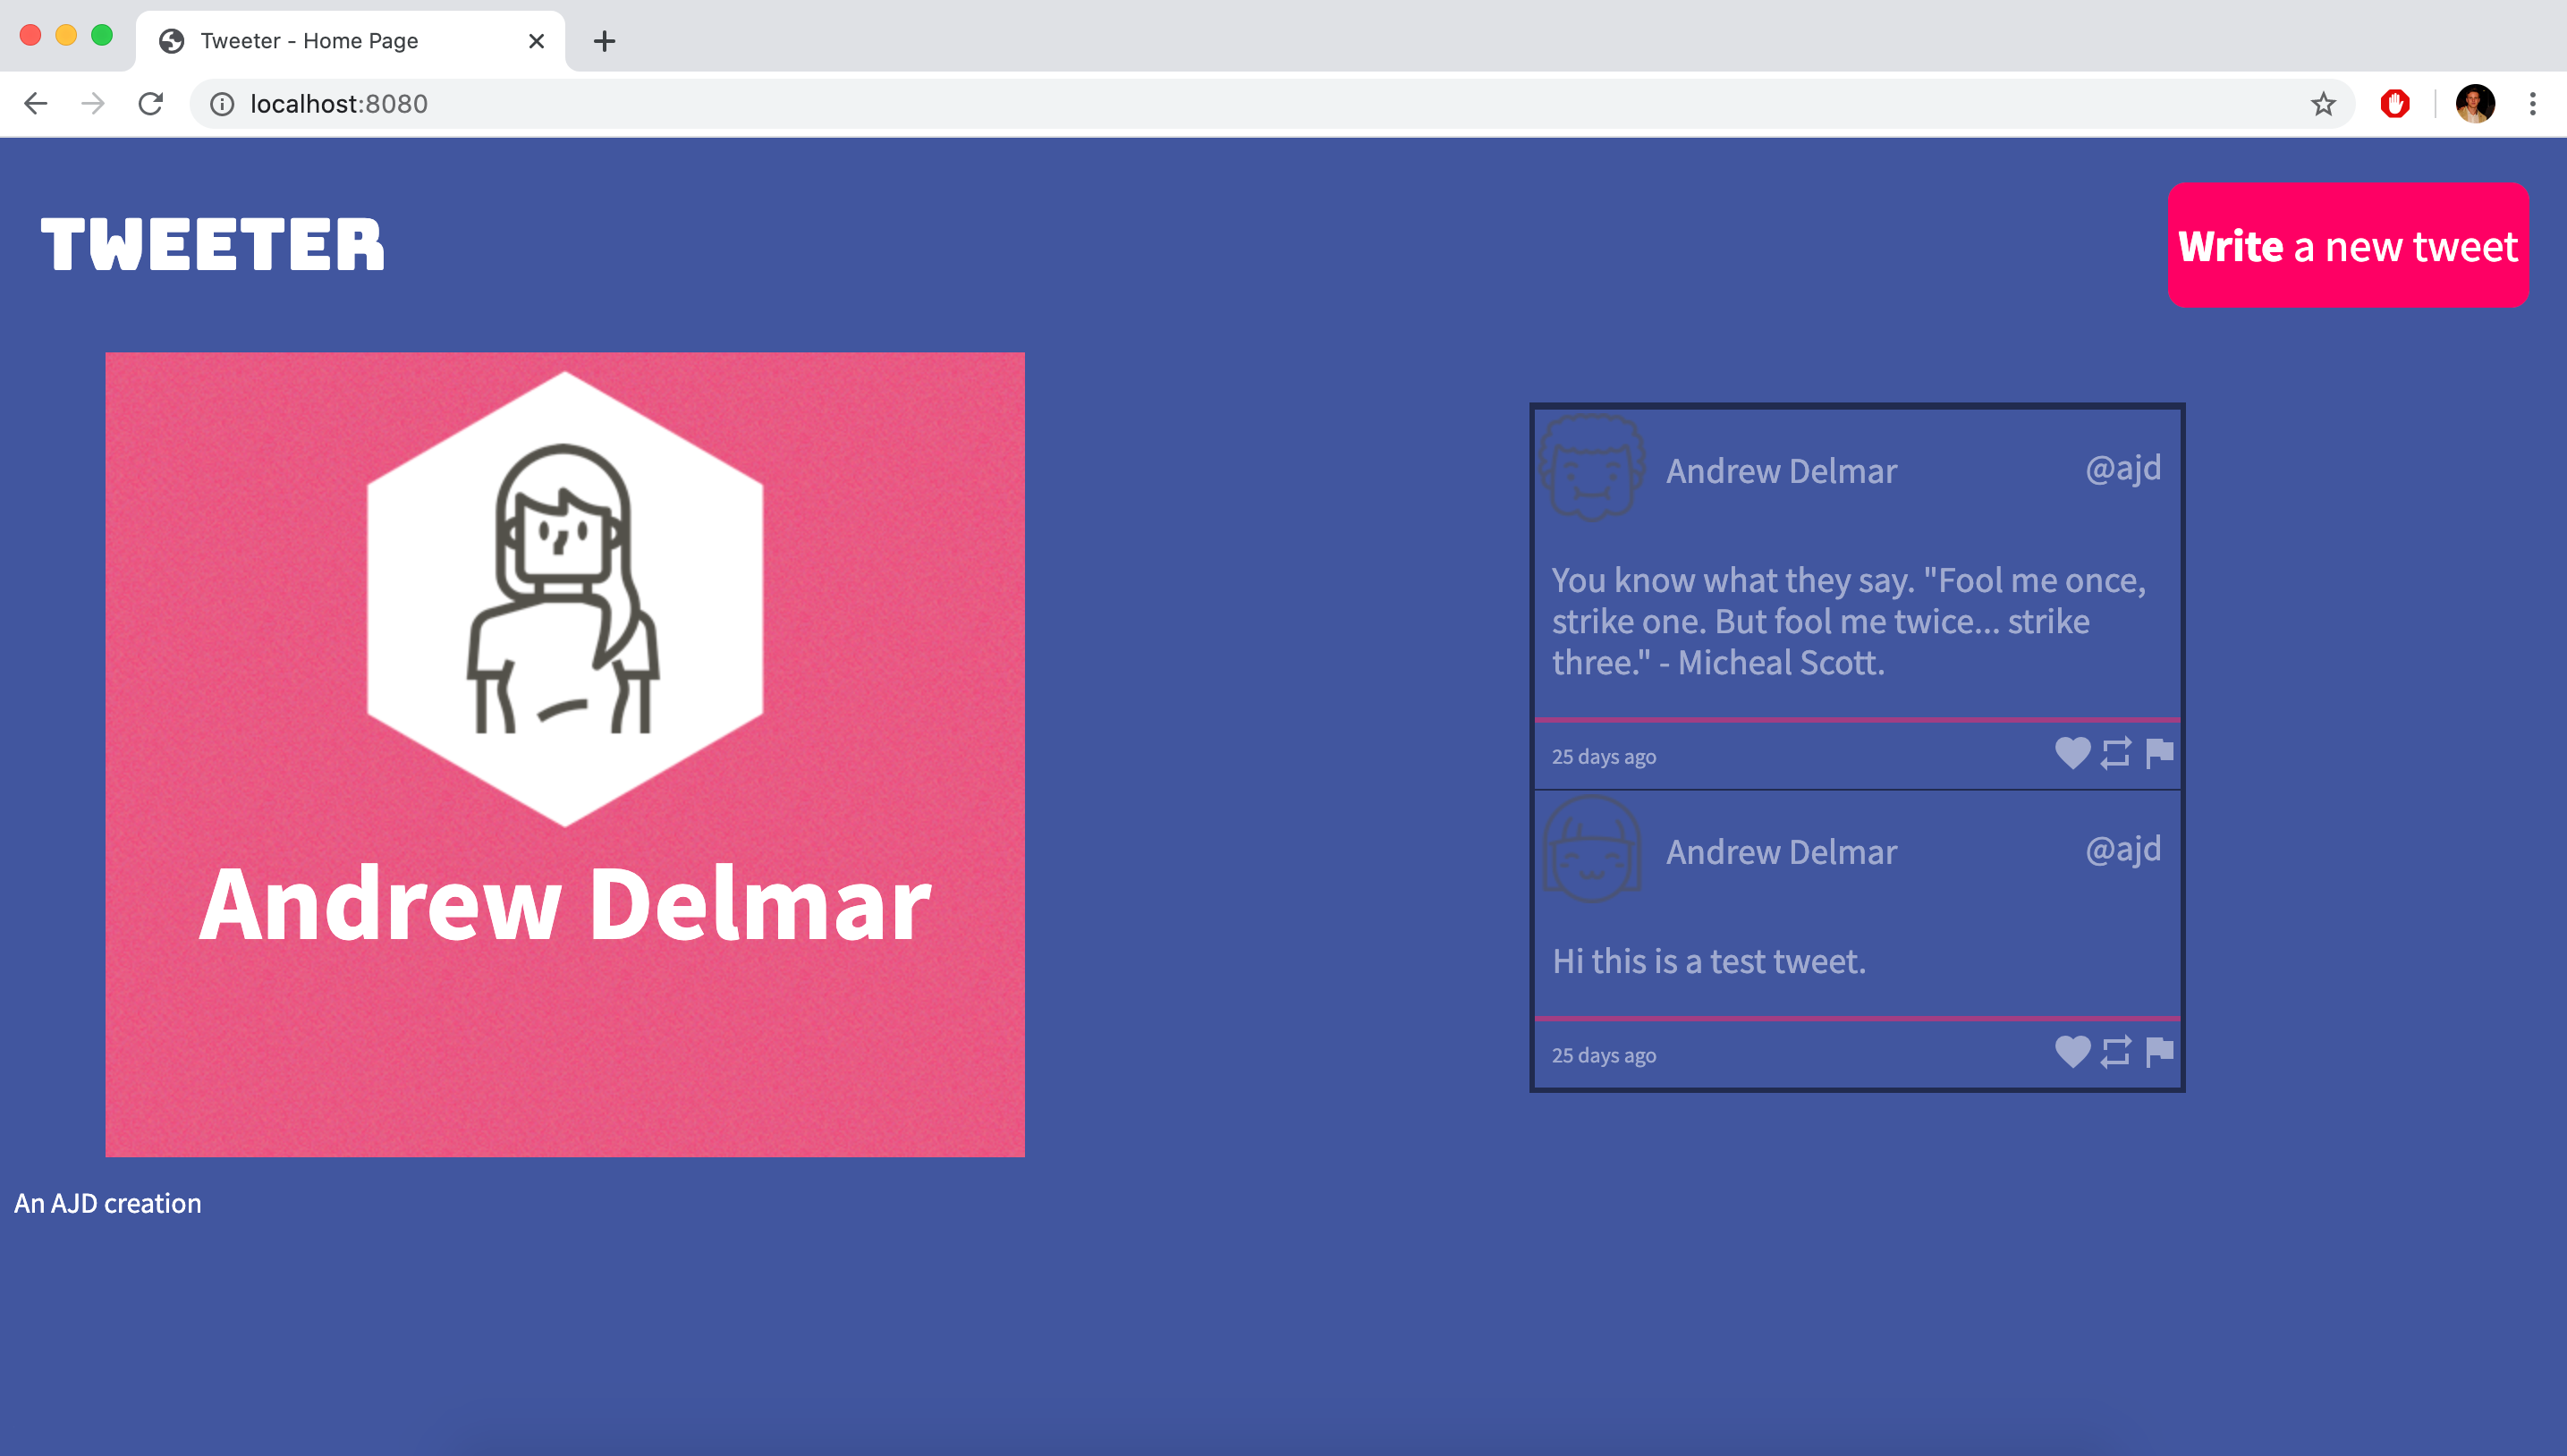 Tweeter - Home Page
localhost:8080
TWEETER
Write a new tweet
Andrew Delmar
An AJD creation
Andrew Delmar @ajd
You know what they say. "Fool me once,
strike one. But fool me twice... strike
three." - Micheal Scott.
25 days ago
Andrew Delmar @ajd
Hi this is a test tweet.
25 days ago